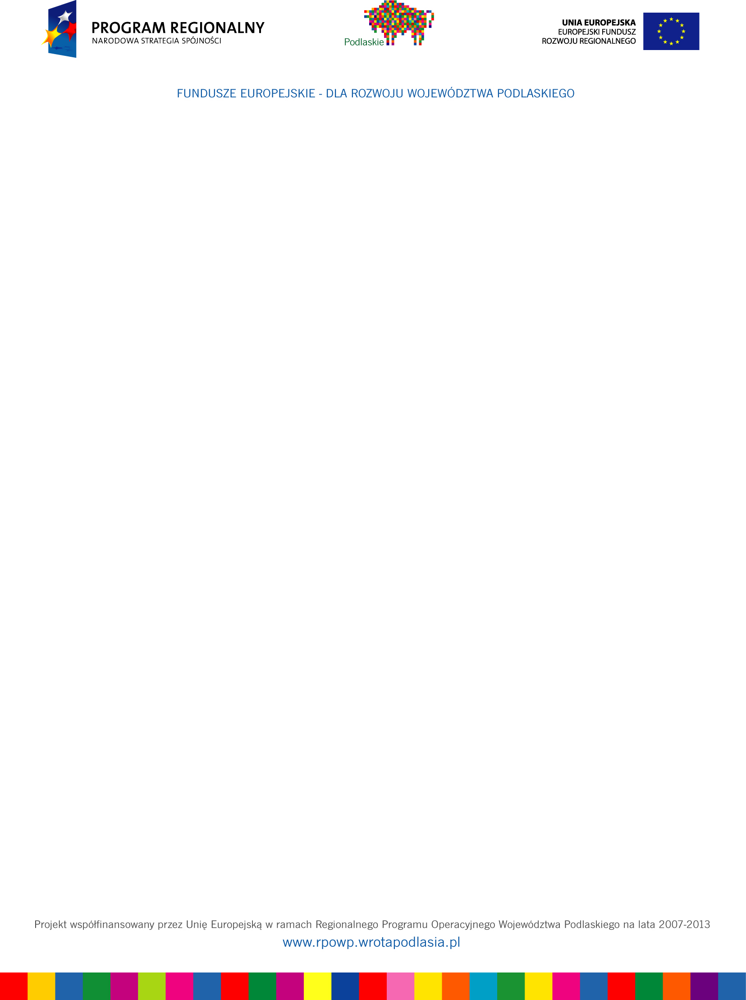 PROGRAM REGIONALNY
NARODOWA STRATEGIA SPÓJNOŚCI
Podlaskie
UNIA EUROPEJSKA
EUROPEJSKI FUNDUSZ
ROZWOJU REGIONALNEGO
FUNDUSZE EUROPEJSKIE - DLA ROZWOJU WOJEWÓDZTWA PODLASKIEGO
Projekt współfinansowany przez Unię Europejską w ramach Regionalnego Programu Operacyjnego Województwa Podlaskiego na lata 2007-2013
www.rpowp.wrotapodlasia.pl